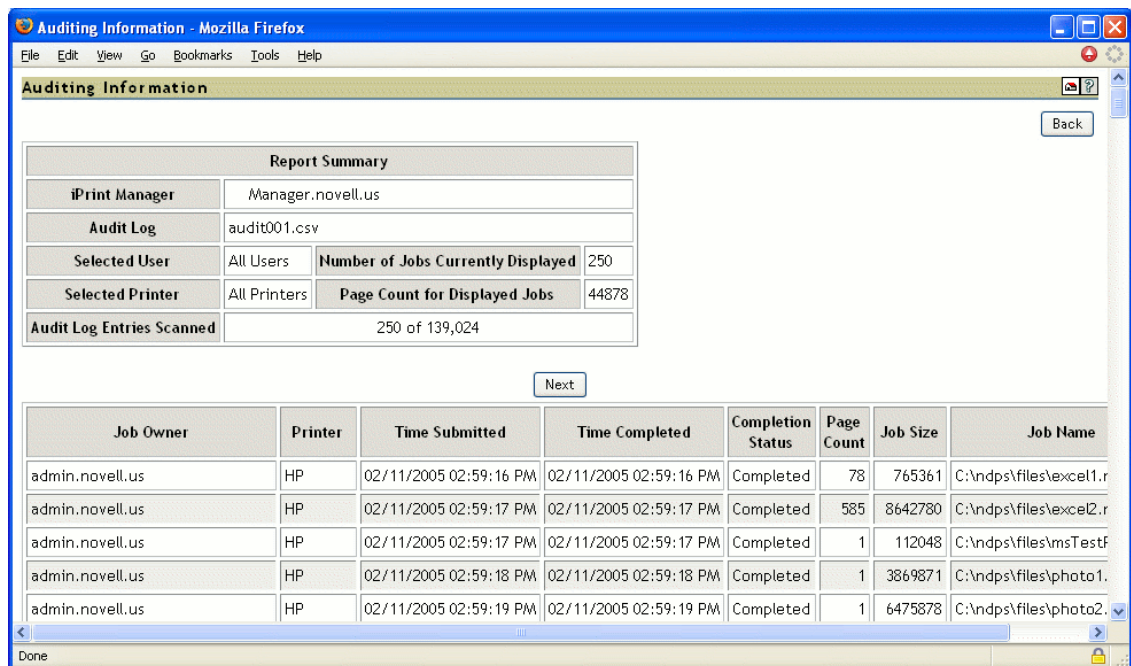 Auditing Information - Mozilla Firefox
File Edit View Go Bookmarks Tools Help
Auditing Information
?
Back
Report Summary
iPrint Manager Manager.novell.us
Audit Log audit001.csv
Selected User All Users Number of Jobs Currently Displayed 250
Selected Printer All Printers Page Count for Displayed Jobs 44878
Audit Log Entries Scanned 250 of 139,024
Next
Job Owner Printer Time Submitted Time Completed Completion Status Page Count Job Size Job Name
admin.novell.us HP 02/11/2005 02:59:16 PM 02/11/2005 02:59:16 PM Completed 78 765361 C:\ndps\files\excel1.r
admin.novell.us HP 02/11/2005 02:59:17 PM 02/11/2005 02:59:17 PM Completed 585 8642780 C:\ndps\files\excel2.r
admin.novell.us HP 02/11/2005 02:59:17 PM 02/11/2005 02:59:17 PM Completed 1 112048 C:\ndps\files\msTestF
admin.novell.us HP 02/11/2005 02:59:18 PM 02/11/2005 02:59:18 PM Completed 1 3869871 C:\ndps\files\photo1.
admin.novell.us HP 02/11/2005 02:59:19 PM 02/11/2005 02:59:19 PM Completed 1 6475878 C:\ndps\files\photo2.
Done